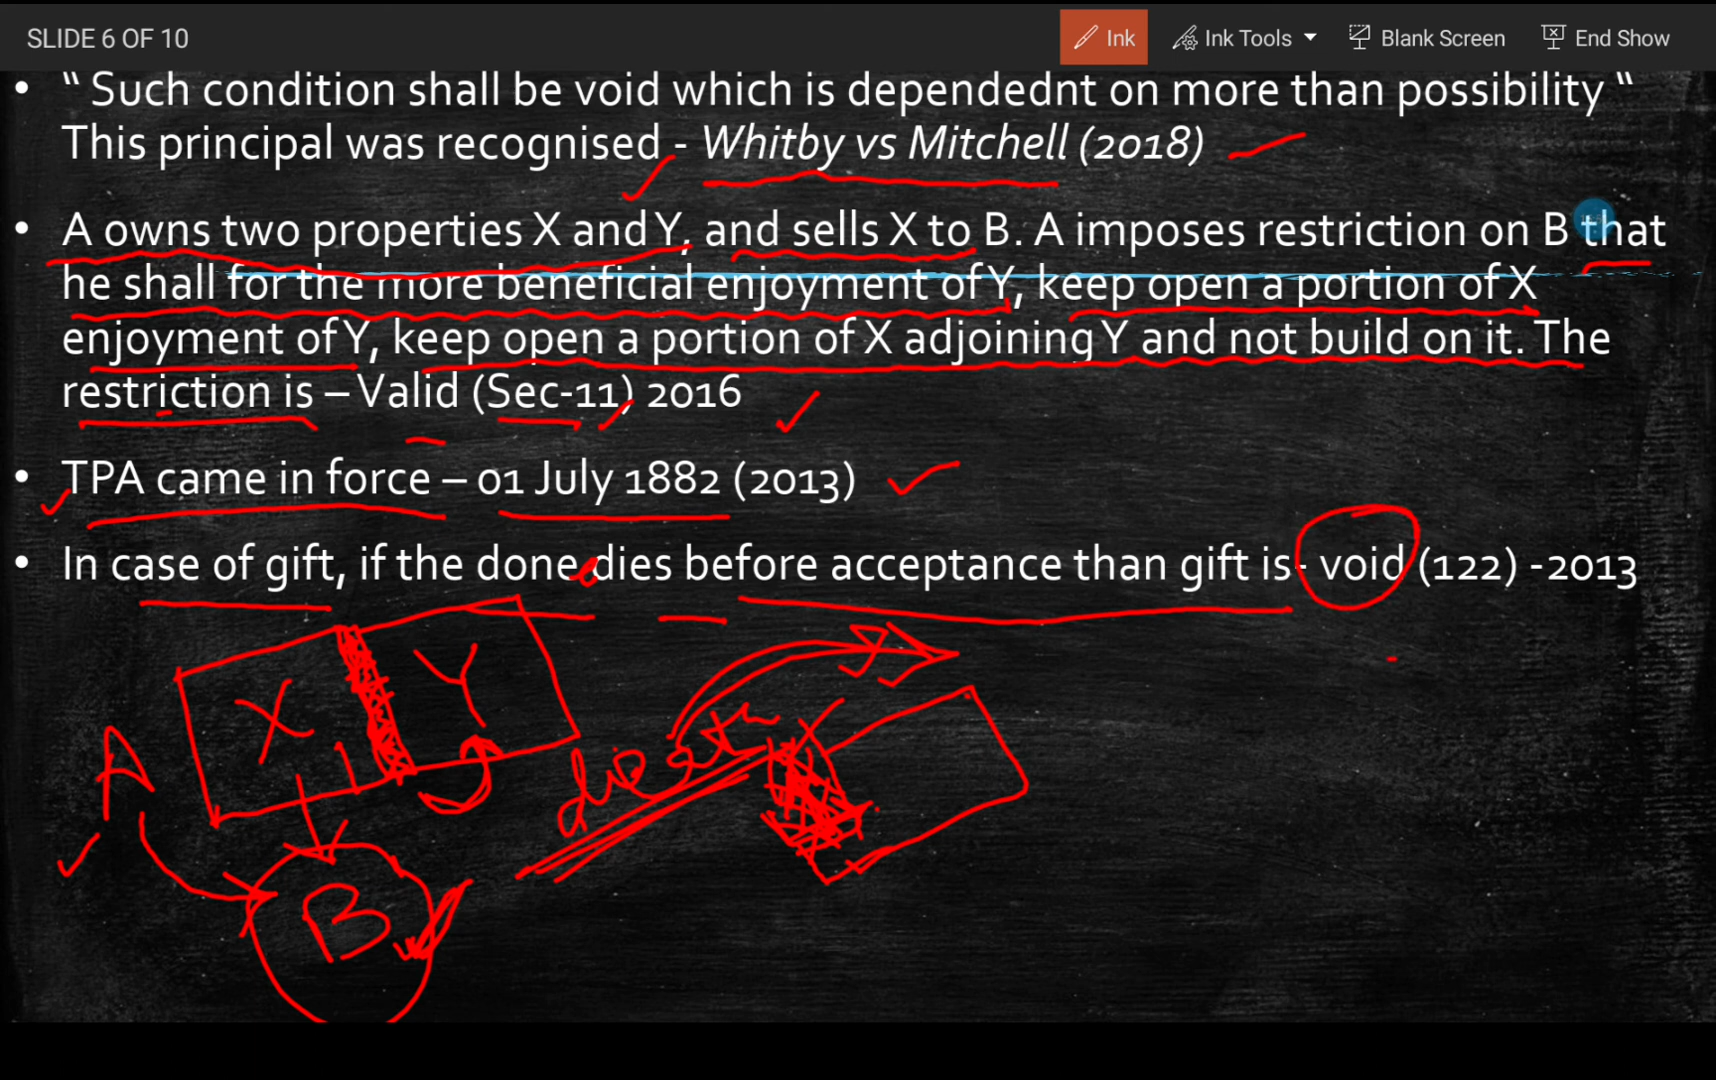 SLIDE 6 OF 10
Ink
Ink Tools
Blank Screen
End Show
• “ Such condition shall be void which is dependednt on more than possibility “
This principal was recognised - Whitby vs Mitchell (2018)
• A owns two properties X and Y, and sells X to B. A imposes restriction on B that
he shall for the more beneficial enjoyment of Y, keep open a portion of X
enjoyment of Y, keep open a portion of X adjoining Y and not build on it. The
restriction is – Valid (Sec-11) 2016
• TPA came in force – 01 July 1882 (2013)
• In case of gift, if the donee dies before acceptance than gift is- void (122) -2013
X Y
A
B